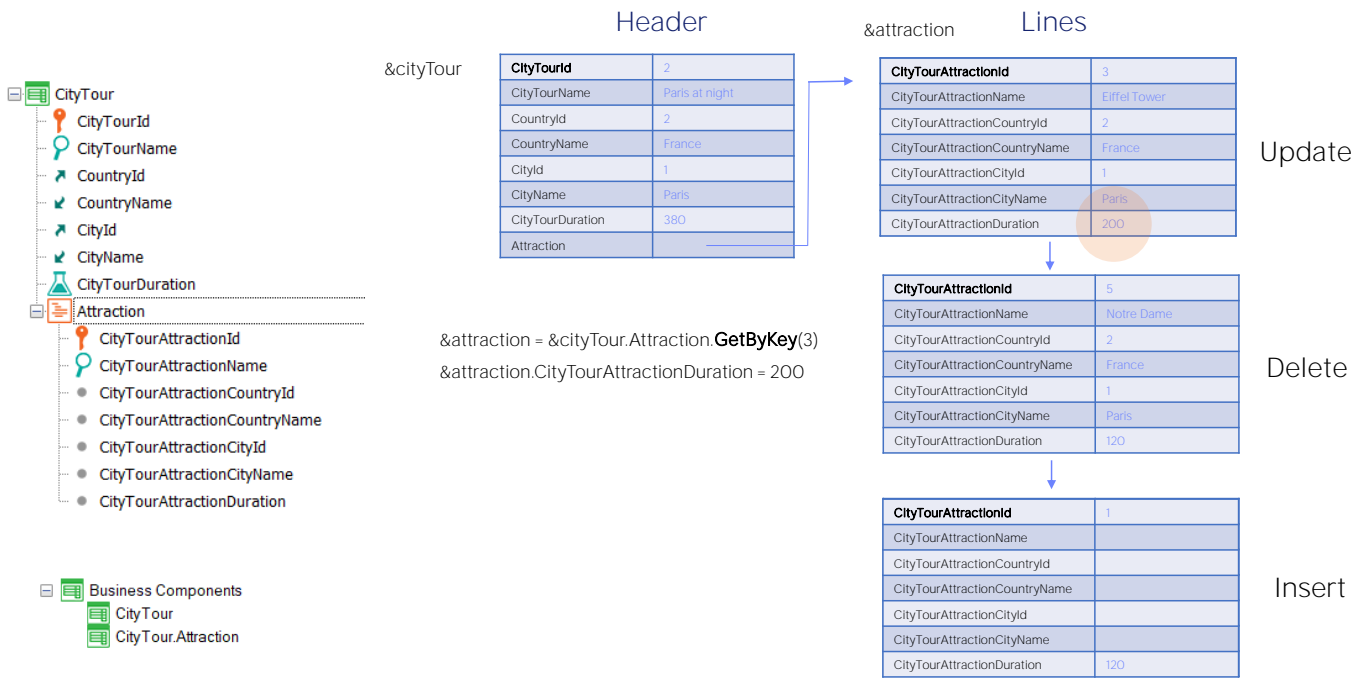 Header
Lines
&cityTour
&attraction
CityTour
CityTourId
CityTourName
CountryId
CountryName
CityId
CityName
CityTourDuration
Attraction
CityTourAttractionId
CityTourAttractionName
CityTourAttractionCountryId
CityTourAttractionCountryName
CityTourAttractionCityId
CityTourAttractionCityName
CityTourAttractionDuration
Business Components
CityTour
CityTour.Attraction
CityTourId 2
CityTourName Paris at night
CountryId 2
CountryName France
CityId 1
CityName Paris
CityTourDuration 380
Attraction
&attraction = &cityTour.Attraction.GetByKey(3)
&attraction.CityTourAttractionDuration = 200
CityTourAttractionId 3
CityTourAttractionName Eiffel Tower
CityTourAttractionCountryId 2
CityTourAttractionCountryName France
CityTourAttractionCityId 1
CityTourAttractionCityName Paris
CityTourAttractionDuration 200
Update
CityTourAttractionId 5
CityTourAttractionName Notre Dame
CityTourAttractionCountryId 2
CityTourAttractionCountryName France
CityTourAttractionCityId 1
CityTourAttractionCityName Paris
CityTourAttractionDuration 120
Delete
CityTourAttractionId 1
CityTourAttractionName
CityTourAttractionCountryId
CityTourAttractionCountryName
CityTourAttractionCityId
CityTourAttractionCityName
CityTourAttractionDuration 120
Insert